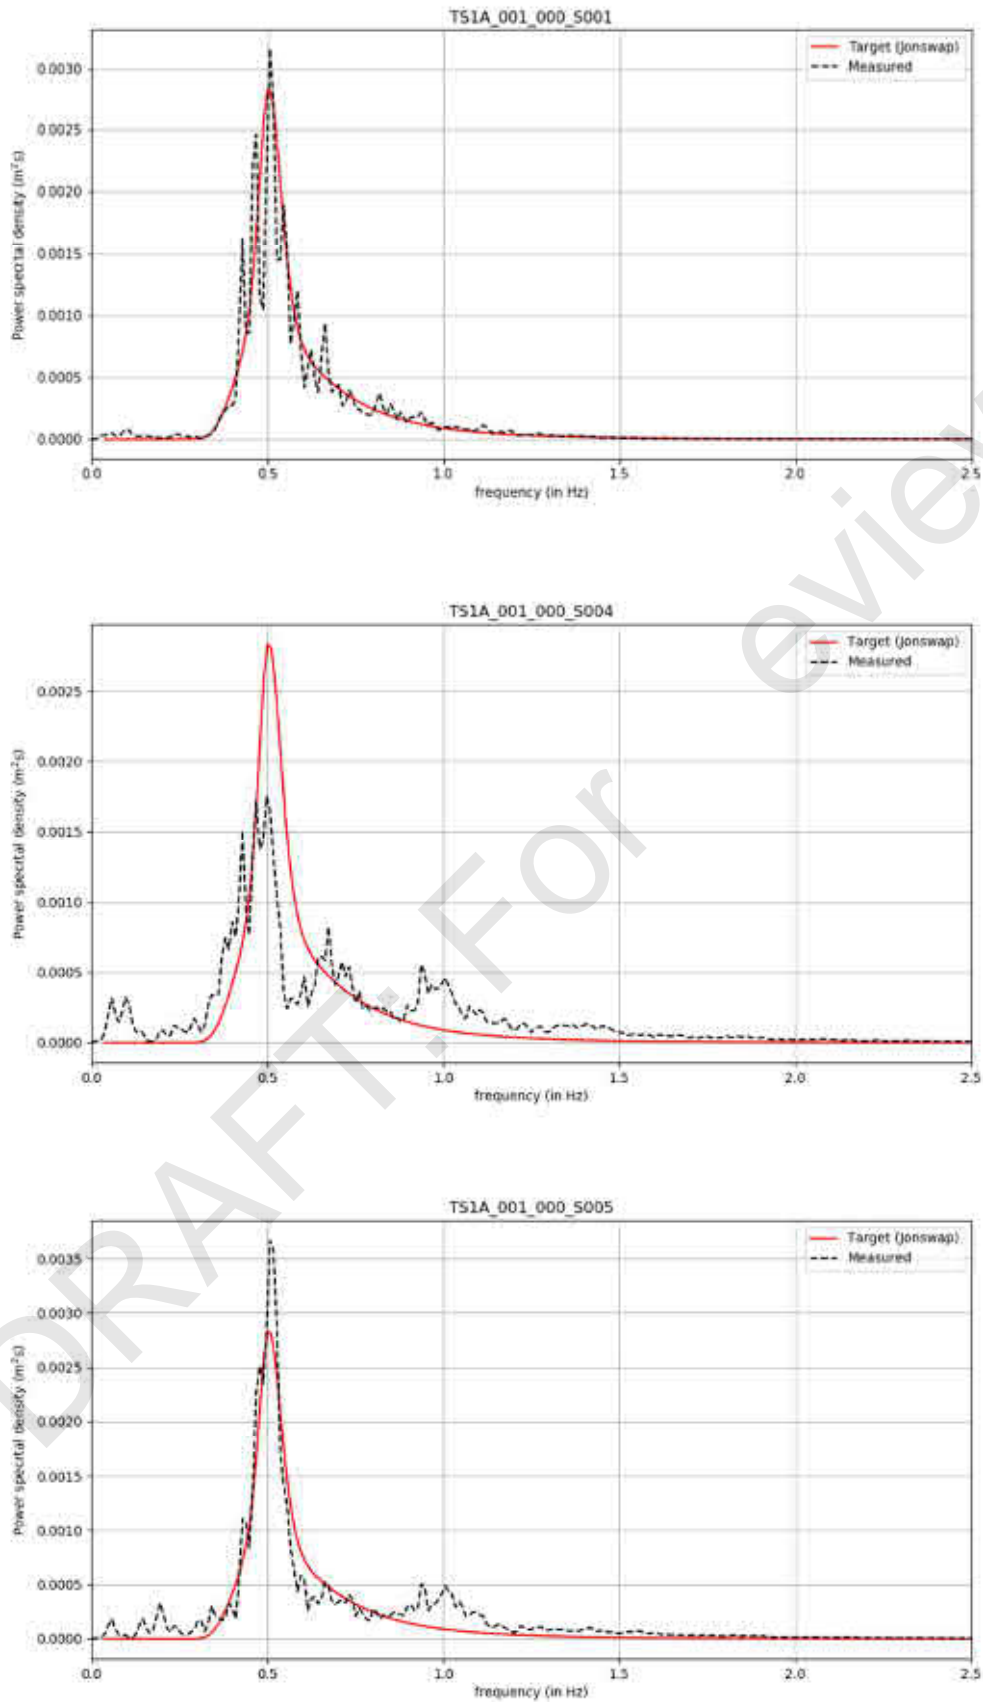 TS1A_001_000_S001
Target (Jonswap)
Measured
0.0030
0.0025
0.0020
0.0015
0.0010
0.0005
0.0000
Power specrtal density (m²s)
0.0 0.5 1.0 1.5 2.0 2.5
frequency (in Hz)
TS1A_001_000_S004
Target (Jonswap)
Measured
0.0025
0.0020
0.0015
0.0010
0.0005
0.0000
Power specrtal density (m²s)
0.0 0.5 1.0 1.5 2.0 2.5
frequency (in Hz)
TS1A_001_000_S005
Target (Jonswap)
Measured
0.0035
0.0030
0.0025
0.0020
0.0015
0.0010
0.0005
0.0000
Power specrtal density (m²s)
0.0 0.5 1.0 1.5 2.0 2.5
frequency (in Hz)
DRAFT: For eview